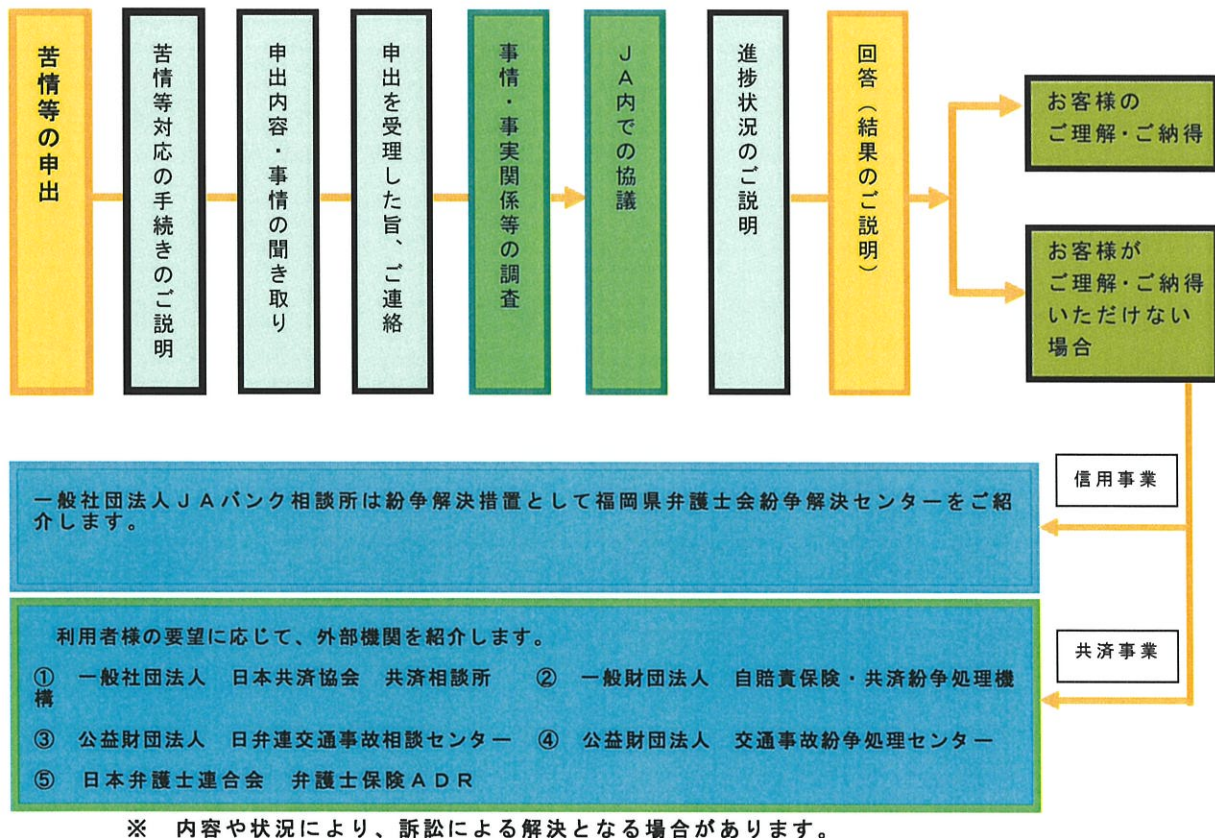 苦情等の申出
苦情等対応の手続きのご説明
申出内容・事情の聞き取り
申出を受理した旨、ご連絡
事情・事実関係等の調査
JA内での協議
進捗状況のご説明
回答（結果のご説明）
お客様の
ご理解・ご納得
お客様が
ご理解・ご納得
いただけない
場合
信用事業
一般社団法人JAバンク相談所は紛争解決措置として福岡県弁護士会紛争解決センターをご紹
介します。
共済事業
利用者様の要望に応じて、外部機関を紹介します。
① 一般社団法人 日本共済協会 共済相談所 ② 一般財団法人 自賠責保険・共済紛争処理機
構
③ 公益財団法人 日弁連交通事故相談センター ④ 公益財団法人 交通事故紛争処理センター
⑤ 日本弁護士連合会 弁護士保険ADR
※ 内容や状況により、訴訟による解決となる場合があります。